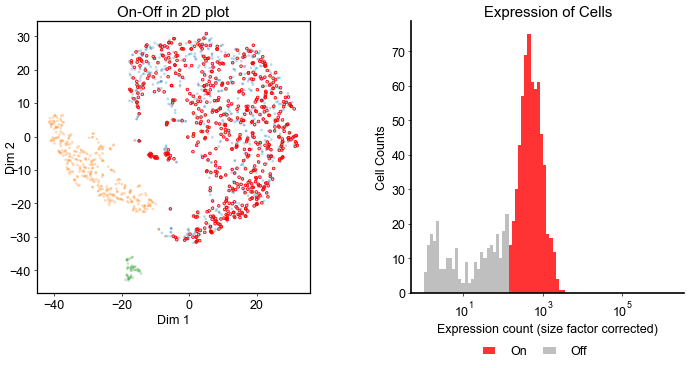 On-Off in 2D plot
30
20
10
0
−10
−20
−30
−40
Dim 2
−40 −20 0 20
Dim 1
Expression of Cells
70
60
50
40
30
20
10
0
Cell Counts
10^1 10^3 10^5
Expression count (size factor corrected)
On Off